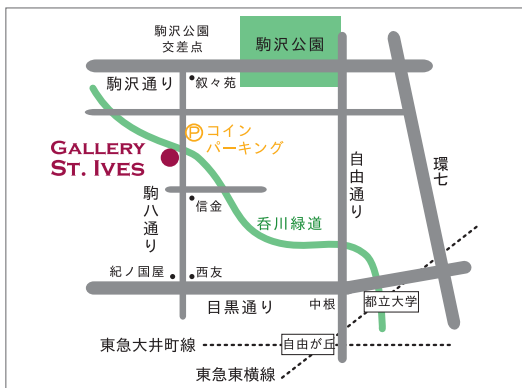 駒沢公園
交差点
駒沢公園
駒沢通り
叙々苑
P
コイン
パーキング
GALLERY
ST. IVES
駒八通り
信金
自由通り
環七
呑川緑道
紀ノ国屋
西友
目黒通り
中根
都立大学
東急大井町線
自由が丘
東急東横線